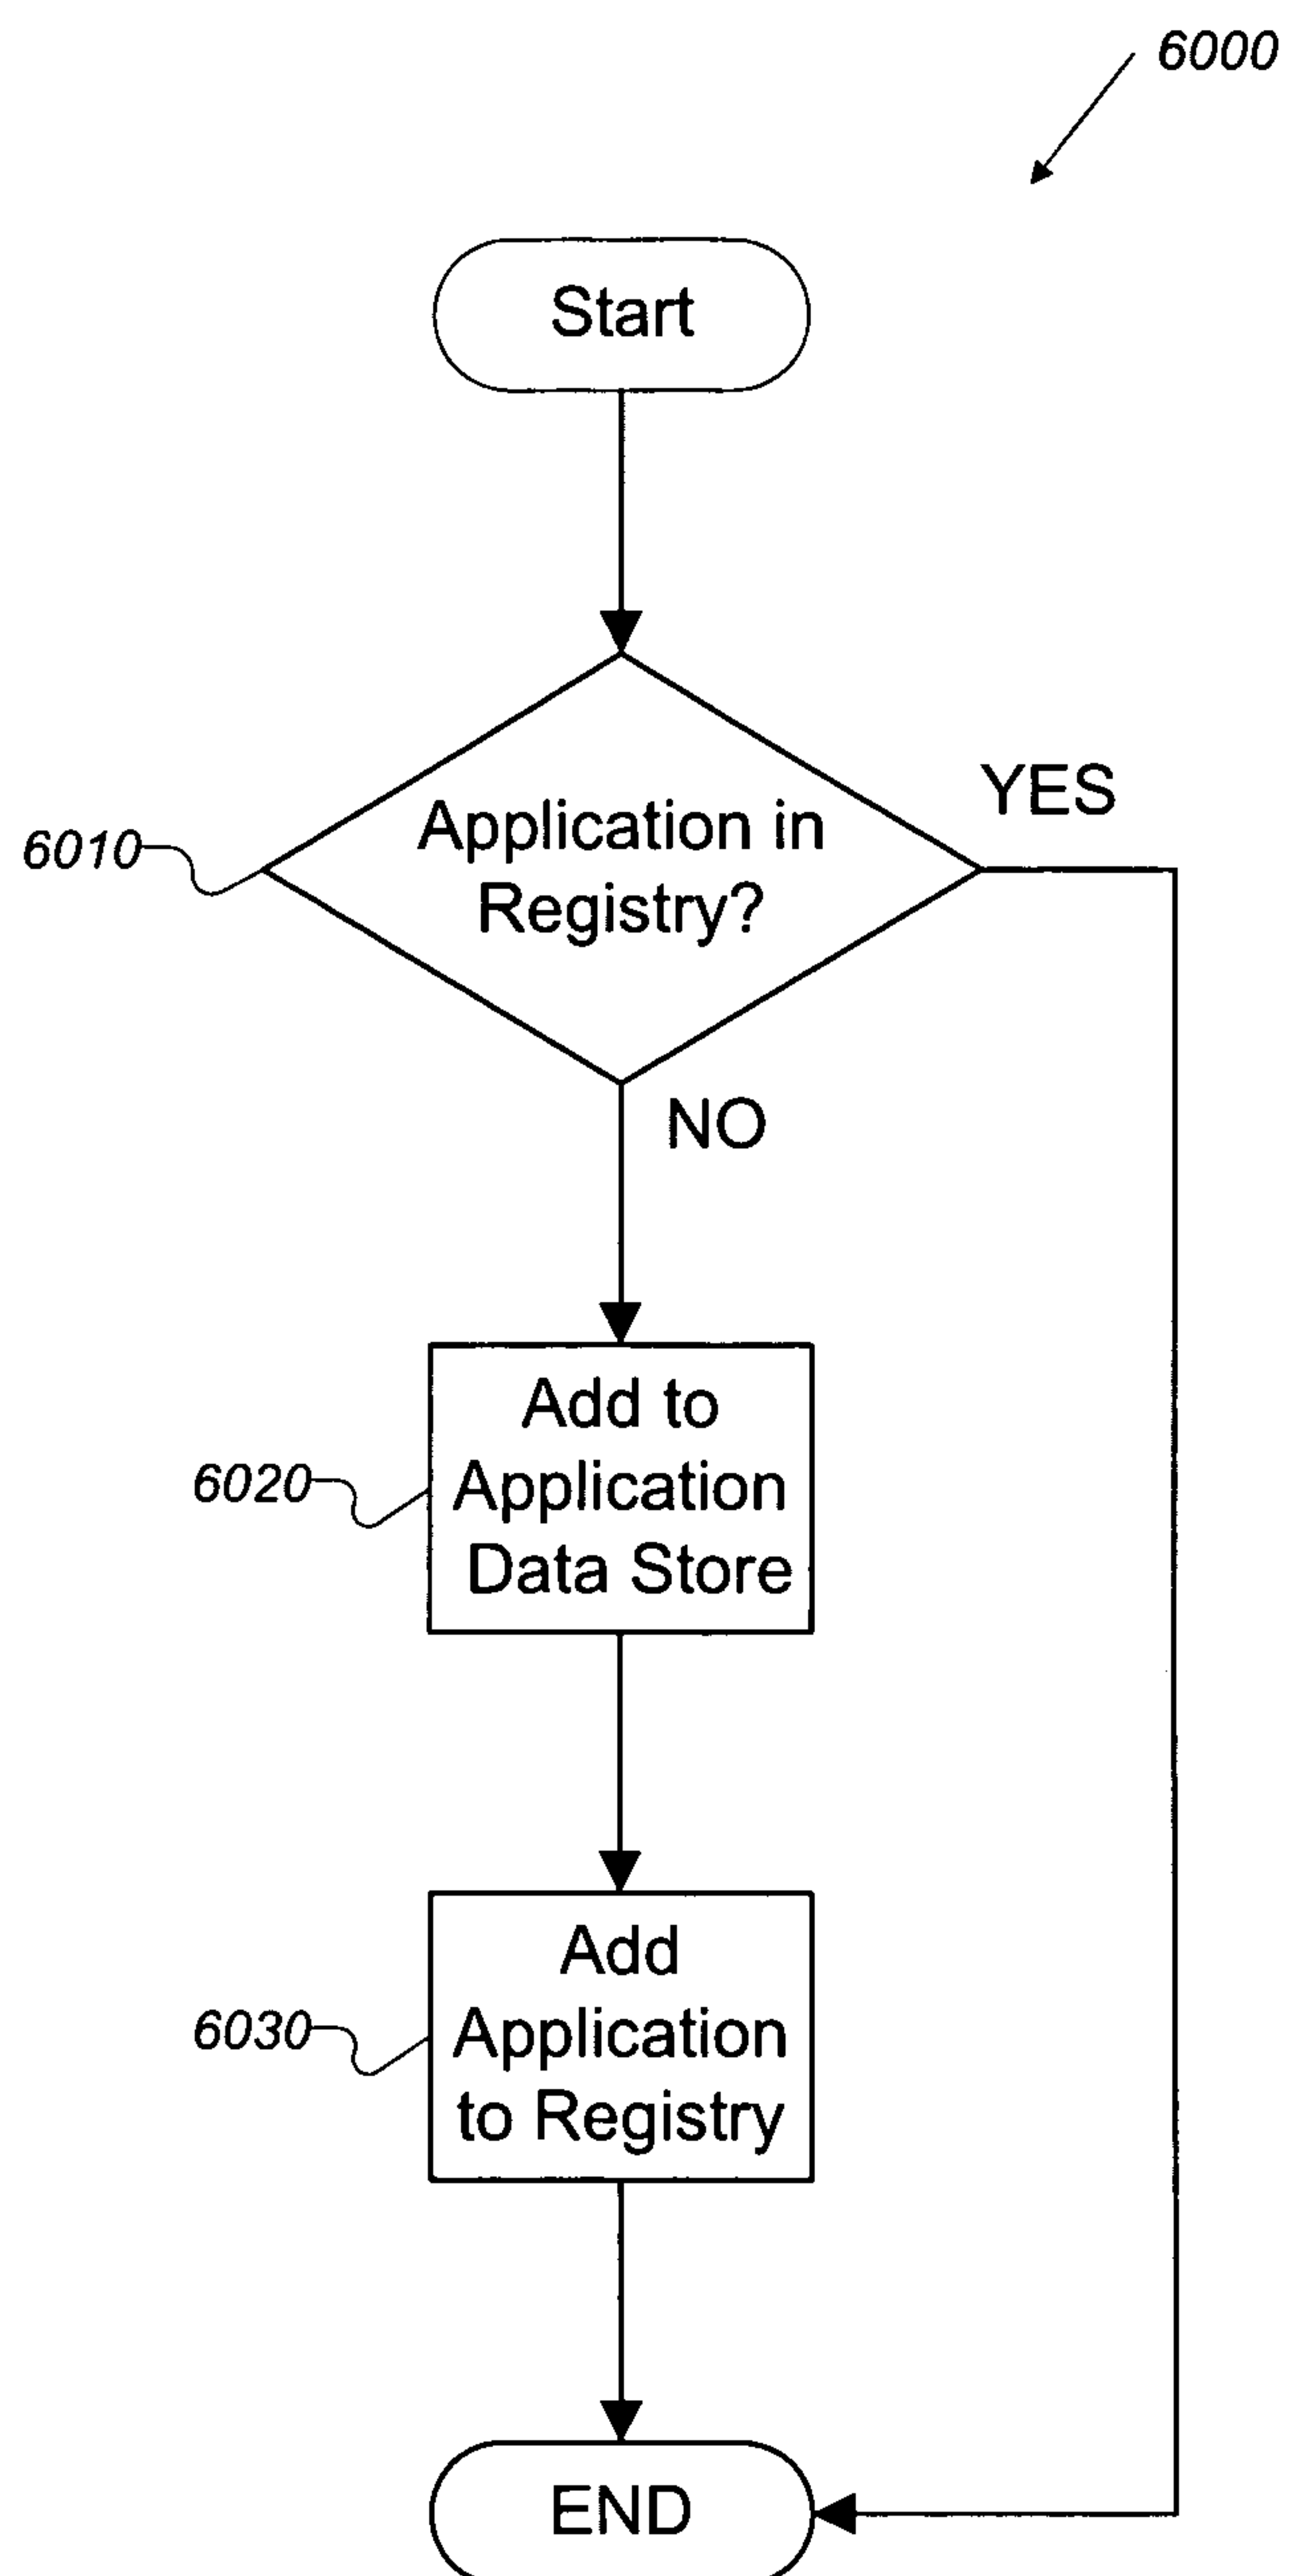 6000
Start
Application in
Registry?
YES
6010
NO
Add to
Application
Data Store
6020
Add
Application
to Registry
6030
END